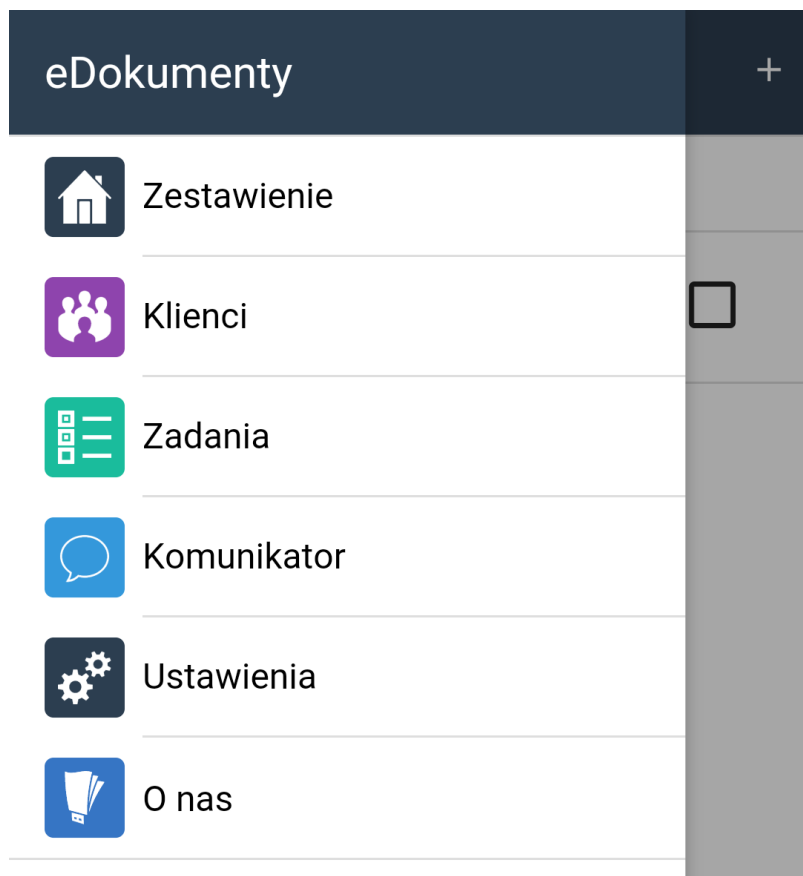 eDokumenty
+
Zestawienie
Klienci
Zadania
Komunikator
Ustawienia
O nas